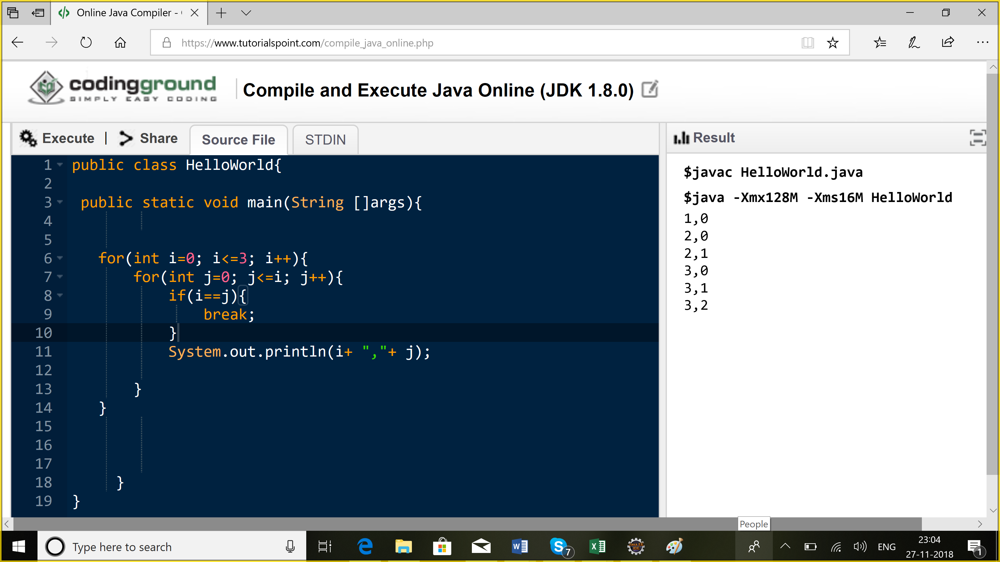 Online Java Compiler - 
https://www.tutorialspoint.com/compile_java_online.php
codingground
SIMPLY EASY CODING
Compile and Execute Java Online (JDK 1.8.0)
Execute | Share Source File STDIN
1 public class HelloWorld{
2
3 public static void main(String []args){
4
5
6 for(int i=0; i<=3; i++){
7 for(int j=0; j<=i; j++){
8 if(i==j){
9 break;
10 }
11 System.out.println(i+ ","+ j);
12
13 }
14 }
15
16
17
18 }
19 }
Result
$javac HelloWorld.java
$java -Xmx128M -Xms16M HelloWorld
1,0
2,0
2,1
3,0
3,1
3,2
People
Type here to search
7
Java EE
IDE
ENG
23:04
27-11-2018
1